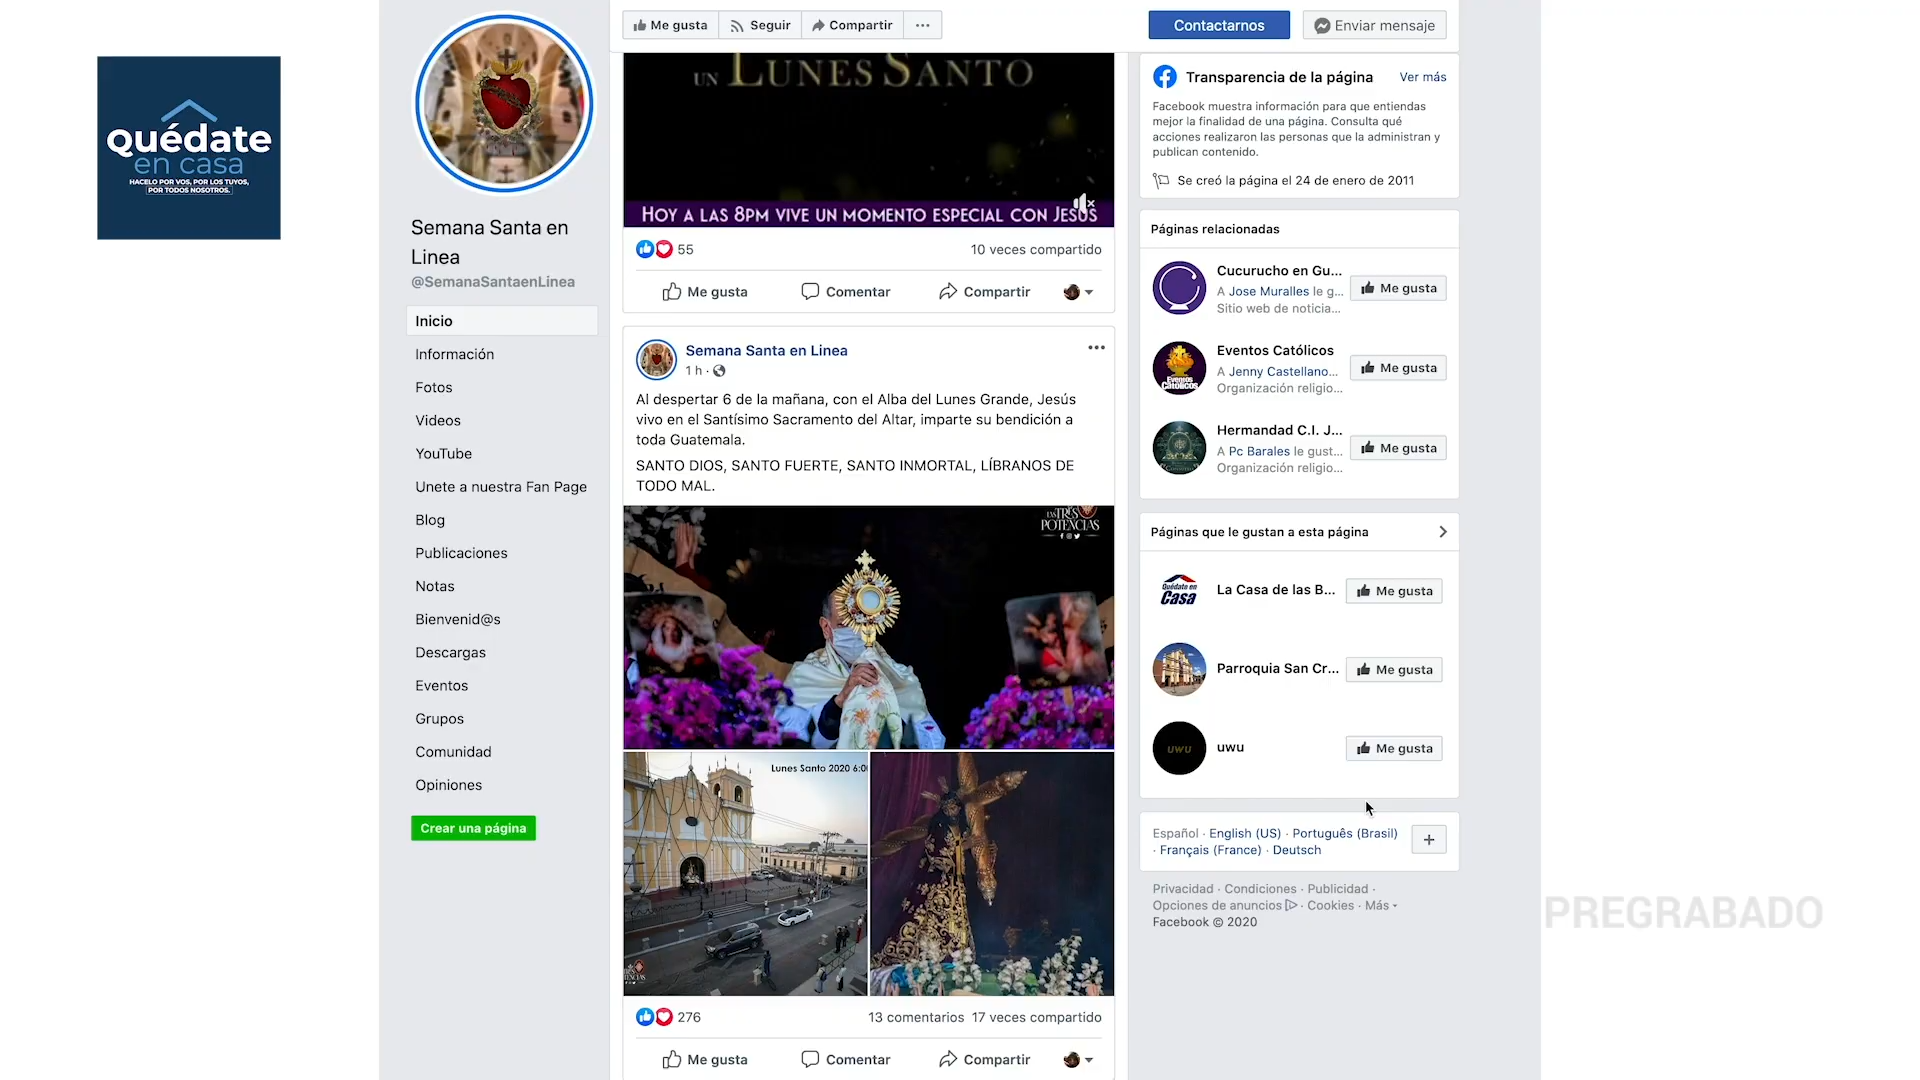 quédate
en casa
HACELO POR VOS, POR LOS TUYOS,
POR TODOS NOSOTROS.
Semana Santa en
Linea
@SemanaSantaenLinea
Inicio
Información
Fotos
Videos
YouTube
Unete a nuestra Fan Page
Blog
Publicaciones
Notas
Bienvenid@s
Descargas
Eventos
Grupos
Comunidad
Opiniones
Crear una página
Me gusta Seguir Compartir ...
Contactarnos Enviar mensaje
UN LUNES SANTO
HOY A LAS 8PM VIVE UN MOMENTO ESPECIAL CON JESÚS
55 10 veces compartido
Me gusta Comentar Compartir
Semana Santa en Linea
1 h ·
Al despertar 6 de la mañana, con el Alba del Lunes Grande, Jesús
vivo en el Santísimo Sacramento del Altar, imparte su bendición a
toda Guatemala.
SANTO DIOS, SANTO FUERTE, SANTO INMORTAL, LÍBRANOS DE
TODO MAL.
LAS TRES
POTENCIAS
Lunes Santo 2020 6:0
276 13 comentarios 17 veces compartido
Me gusta Comentar Compartir
Transparencia de la página Ver más
Facebook muestra información para que entiendas
mejor la finalidad de una página. Consulta qué
acciones realizaron las personas que la administran y
publican contenido.
Se creó la página el 24 de enero de 2011
Páginas relacionadas
Cucurucho en Gu...
A Jose Muralles le g...
Sitio web de noticia...
Me gusta
Eventos
Católicos
Eventos Católicos
A Jenny Castellano...
Organización religio...
Me gusta
Hermandad C.I. J...
A Pc Barales le gust...
Organización religio...
Me gusta
Páginas que le gustan a esta página
Quédate en
Casa
La Casa de las B... Me gusta
Parroquia San Cr... Me gusta
UWU
uwu Me gusta
Español · English (US) · Português (Brasil)
· Français (France) · Deutsch
+
Privacidad · Condiciones · Publicidad ·
Opciones de anuncios · Cookies · Más
Facebook © 2020
PREGRABADO